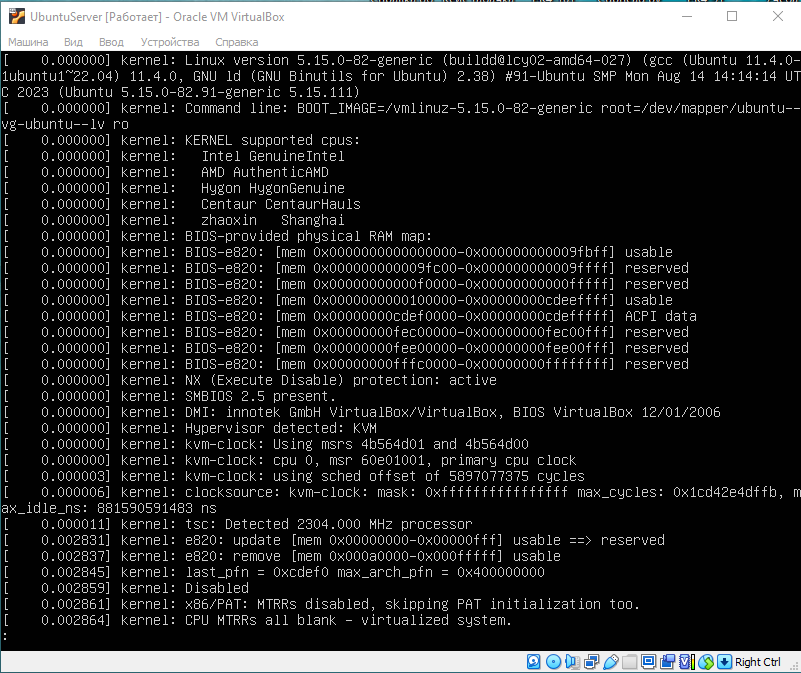 UbuntuServer [Работает] - Oracle VM VirtualBox
Машина Вид Ввод Устройства Справка
[    0.000000] kernel: Linux version 5.15.0-82-generic (buildd@lcy02-amd64-027) (gcc (Ubuntu 11.4.0-
1ubuntu1~22.04) 11.4.0, GNU ld (GNU Binutils for Ubuntu) 2.38) #91-Ubuntu SMP Mon Aug 14 14:14:14 UT
C 2023 (Ubuntu 5.15.0-82.91-generic 5.15.111)
[    0.000000] kernel: Command line: BOOT_IMAGE=/vmlinuz-5.15.0-82-generic root=/dev/mapper/ubuntu--
vg-ubuntu--lv ro
[    0.000000] kernel: KERNEL supported cpus:
[    0.000000] kernel:   Intel GenuineIntel
[    0.000000] kernel:   AMD AuthenticAMD
[    0.000000] kernel:   Hygon HygonGenuine
[    0.000000] kernel:   Centaur CentaurHauls
[    0.000000] kernel:   zhaoxin   Shanghai
[    0.000000] kernel: BIOS-provided physical RAM map:
[    0.000000] kernel: BIOS-e820: [mem 0x0000000000000000-0x000000000009fbff] usable
[    0.000000] kernel: BIOS-e820: [mem 0x000000000009fc00-0x000000000009ffff] reserved
[    0.000000] kernel: BIOS-e820: [mem 0x00000000000f0000-0x00000000000fffff] reserved
[    0.000000] kernel: BIOS-e820: [mem 0x0000000000100000-0x00000000cdeeffff] usable
[    0.000000] kernel: BIOS-e820: [mem 0x00000000cdef0000-0x00000000cdefffff] ACPI data
[    0.000000] kernel: BIOS-e820: [mem 0x00000000fec00000-0x00000000fec00fff] reserved
[    0.000000] kernel: BIOS-e820: [mem 0x00000000fee00000-0x00000000fee00fff] reserved
[    0.000000] kernel: BIOS-e820: [mem 0x00000000fffc0000-0x00000000ffffffff] reserved
[    0.000000] kernel: NX (Execute Disable) protection: active
[    0.000000] kernel: SMBIOS 2.5 present.
[    0.000000] kernel: DMI: innotek GmbH VirtualBox/VirtualBox, BIOS VirtualBox 12/01/2006
[    0.000000] kernel: Hypervisor detected: KVM
[    0.000000] kernel: kvm-clock: Using msrs 4b564d01 and 4b564d00
[    0.000000] kernel: kvm-clock: cpu 0, msr 60e01001, primary cpu clock
[    0.000003] kernel: kvm-clock: using sched offset of 5897077375 cycles
[    0.000006] kernel: clocksource: kvm-clock: mask: 0xffffffffffffffff max_cycles: 0x1cd42e4dffb, m
ax_idle_ns: 881590591483 ns
[    0.000011] kernel: tsc: Detected 2304.000 MHz processor
[    0.002831] kernel: e820: update [mem 0x00000000-0x00000fff] usable ==> reserved
[    0.002837] kernel: e820: remove [mem 0x000a0000-0x000fffff] usable
[    0.002845] kernel: last_pfn = 0xcdef0 max_arch_pfn = 0x400000000
[    0.002859] kernel: Disabled
[    0.002861] kernel: x86/PAT: MTRRs disabled, skipping PAT initialization too.
[    0.002864] kernel: CPU MTRRs all blank - virtualized system.
:
Right Ctrl